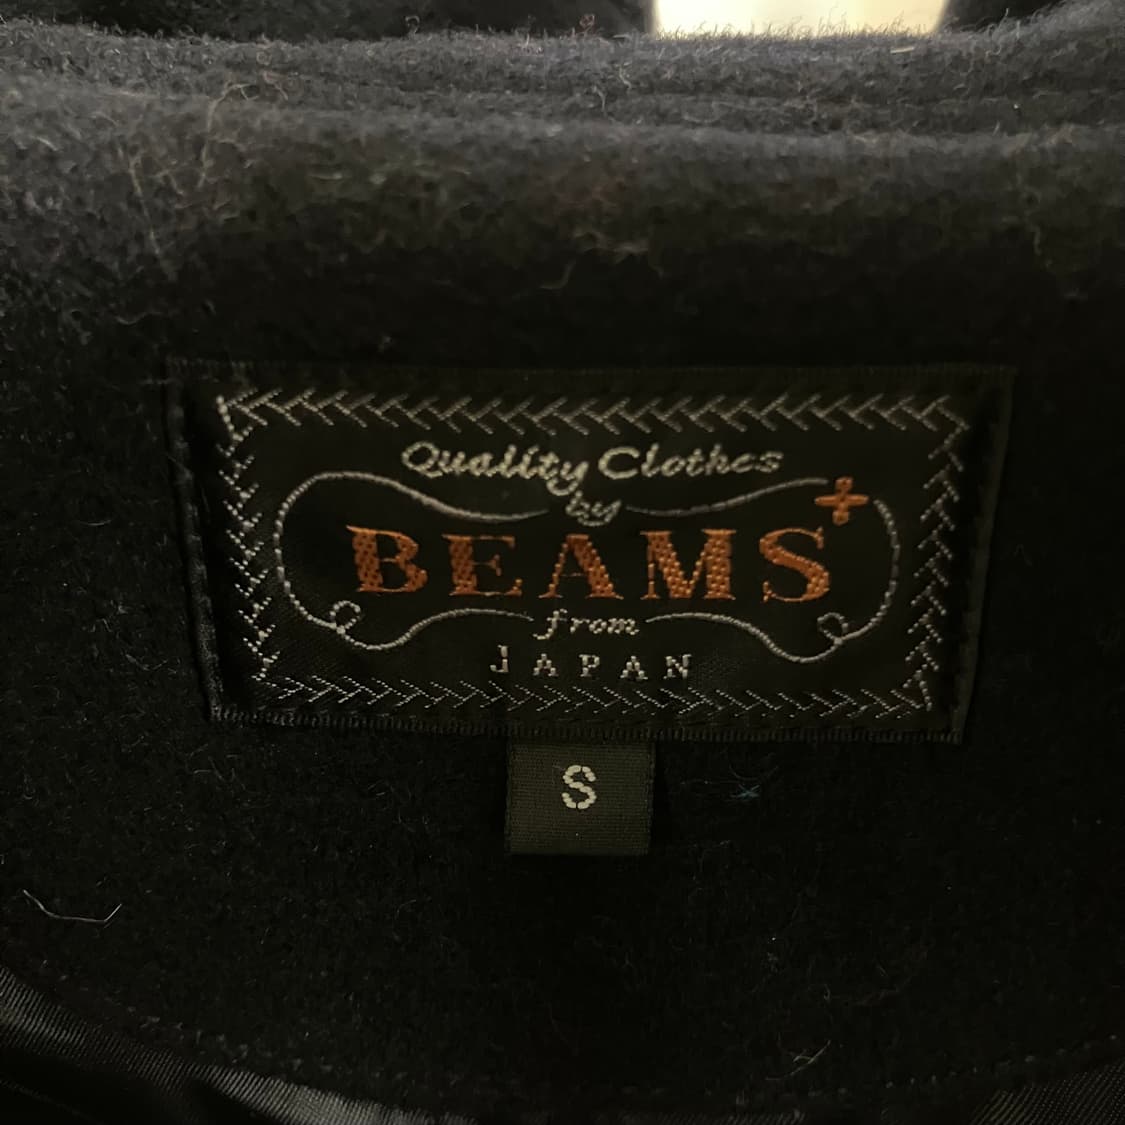 Quality Clothes
by
BEAMS+
from
JAPAN
S